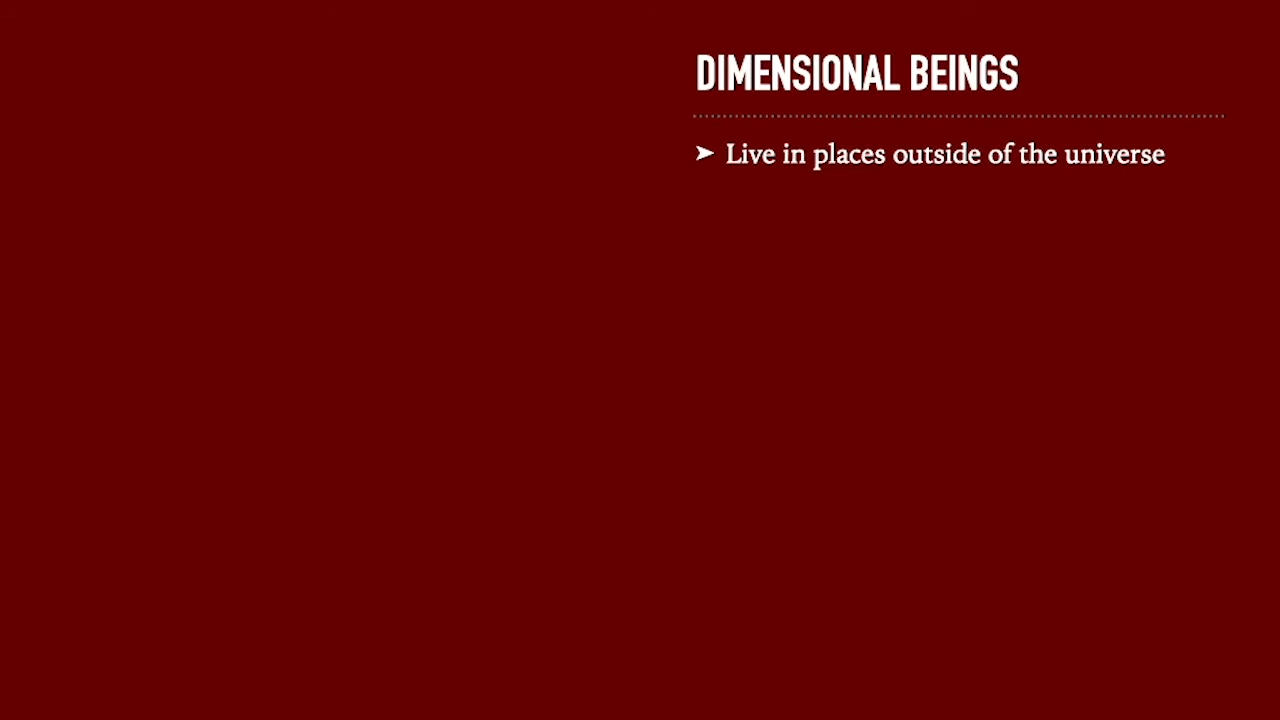 DIMENSIONAL BEINGS
➤ Live in places outside of the universe